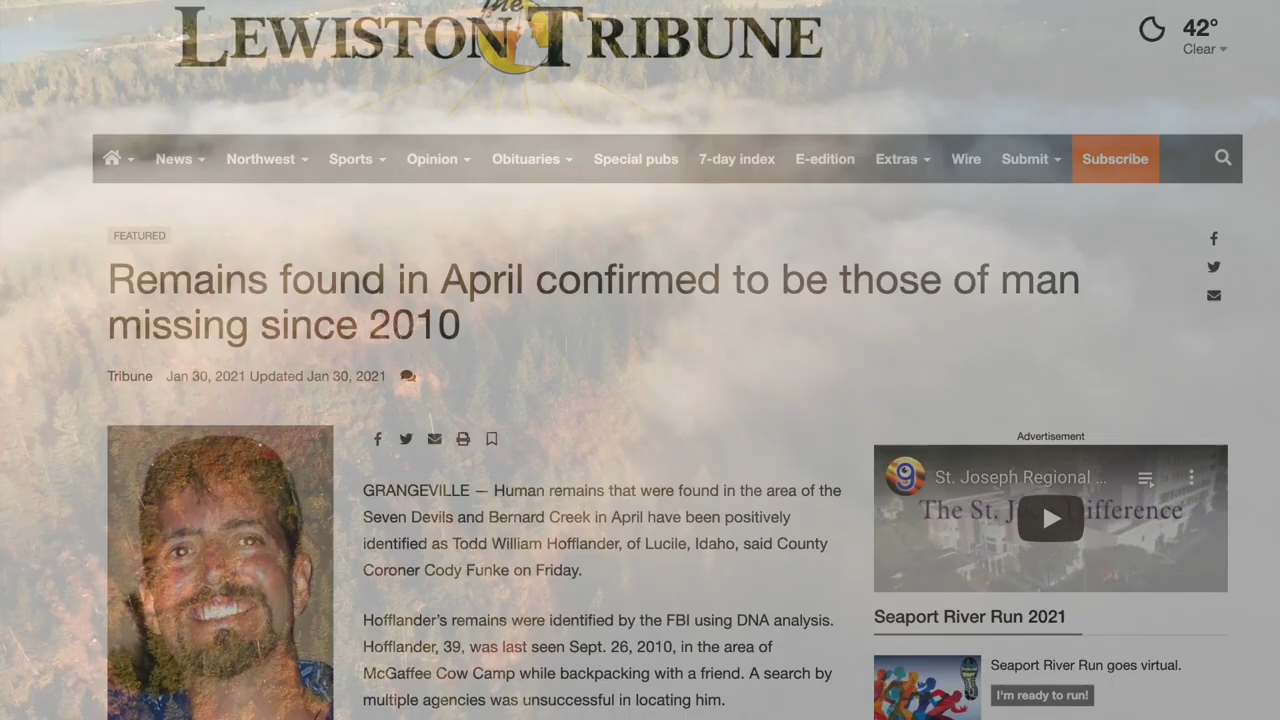 the
LEWISTON TRIBUNE
42°
Clear
News Northwest Sports Opinion Obituaries Special pubs 7-day index E-edition Extras Wire Submit Subscribe
FEATURED
Remains found in April confirmed to be those of man
missing since 2010
Tribune Jan 30, 2021 Updated Jan 30, 2021
GRANGEVILLE — Human remains that were found in the area of the
Seven Devils and Bernard Creek in April have been positively
identified as Todd William Hofflander, of Lucile, Idaho, said County
Coroner Cody Funke on Friday.
Hofflander's remains were identified by the FBI using DNA analysis.
Hofflander, 39, was last seen Sept. 26, 2010, in the area of
McGaffee Cow Camp while backpacking with a friend. A search by
multiple agencies was unsuccessful in locating him.
Advertisement
9
St. Joseph Regional ...
The St. Difference
Seaport River Run 2021
Seaport River Run goes virtual.
I'm ready to run!